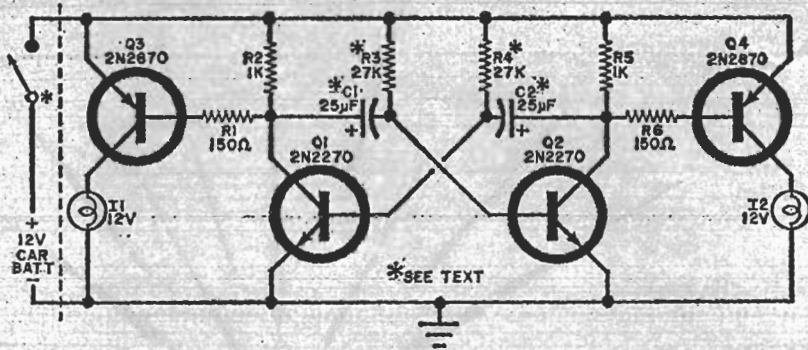 Q3
2N2670
R2
1K
*R3
27K
R4*
27K
R5
1K
Q4
2N2870
*C1
25µF
+
C2*
25µF
+
*
R1
150Ω
R6
150Ω
Q1
2N2270
Q2
2N2270
I1
12V
I2
12V
+
12V
CAR
BATT
-
*SEE TEXT